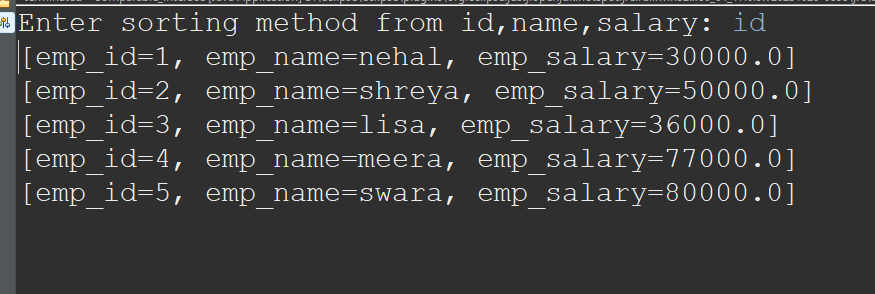 Enter sorting method from id,name,salary: id
[emp_id=1, emp_name=nehal, emp_salary=30000.0]
[emp_id=2, emp_name=shreya, emp_salary=50000.0]
[emp_id=3, emp_name=lisa, emp_salary=36000.0]
[emp_id=4, emp_name=meera, emp_salary=77000.0]
[emp_id=5, emp_name=swara, emp_salary=80000.0]